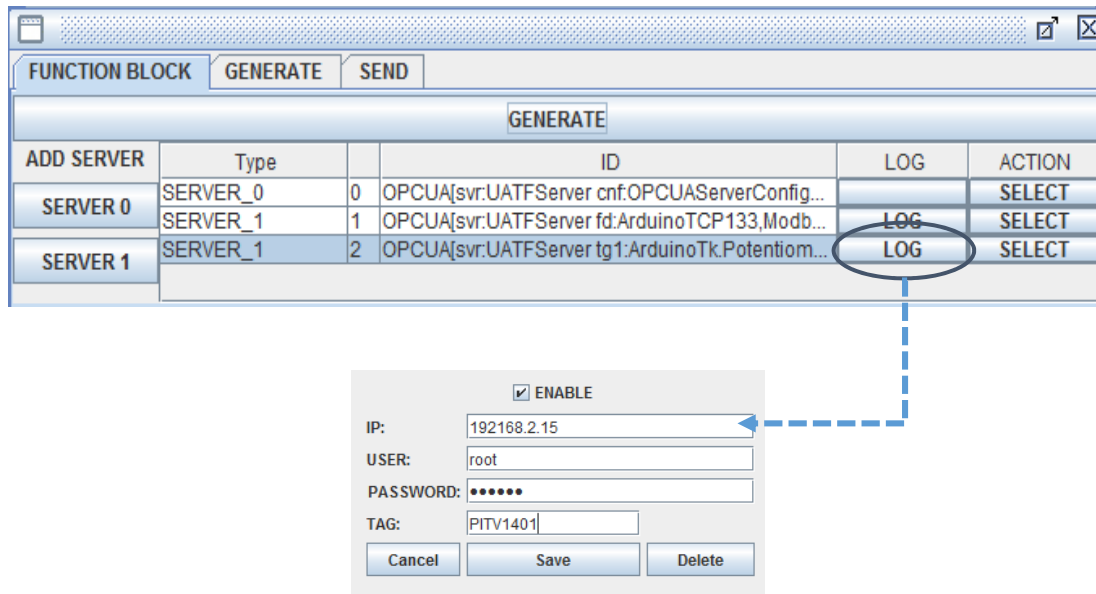 FUNCTION BLOCK GENERATE SEND
GENERATE
ADD SERVER Type ID LOG ACTION
SERVER 0
SERVER_0 0 OPCUA[svr:UATFServer cnf:OPCUAServerConfig... SELECT
SERVER_1 1 OPCUA[svr:UATFServer fd:ArduinoTCP133,Modb... LOG SELECT
SERVER 1
SERVER_1 2 OPCUA[svr:UATFServer tg1:ArduinoTk.Potentiom... LOG SELECT
ENABLE
IP: 192168.2.15
USER: root
PASSWORD: ●●●●●●
TAG: PITV1401
Cancel Save Delete